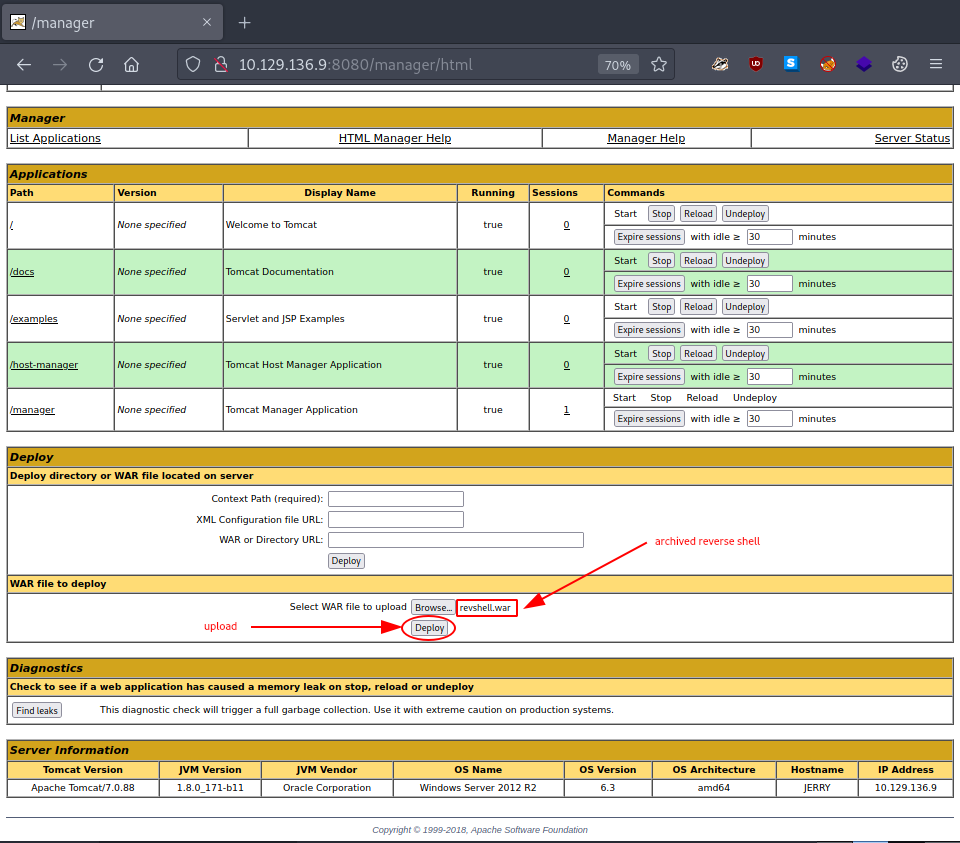 /manager
10.129.136.9:8080/manager/html 70%
Manager
List Applications HTML Manager Help Manager Help Server Status
Applications
Path Version Display Name Running Sessions Commands
/ None specified Welcome to Tomcat true 0 Start Stop Reload Undeploy
Expire sessions with idle ≥ 30 minutes
/docs None specified Tomcat Documentation true 0 Start Stop Reload Undeploy
Expire sessions with idle ≥ 30 minutes
/examples None specified Servlet and JSP Examples true 0 Start Stop Reload Undeploy
Expire sessions with idle ≥ 30 minutes
/host-manager None specified Tomcat Host Manager Application true 0 Start Stop Reload Undeploy
Expire sessions with idle ≥ 30 minutes
/manager None specified Tomcat Manager Application true 1 Start Stop Reload Undeploy
Expire sessions with idle ≥ 30 minutes
Deploy
Deploy directory or WAR file located on server
Context Path (required):
XML Configuration file URL:
WAR or Directory URL:
archived reverse shell
Deploy
WAR file to deploy
Select WAR file to upload Browse... revshell.war
upload Deploy
Diagnostics
Check to see if a web application has caused a memory leak on stop, reload or undeploy
Find leaks This diagnostic check will trigger a full garbage collection. Use it with extreme caution on production systems.
Server Information
Tomcat Version JVM Version JVM Vendor OS Name OS Version OS Architecture Hostname IP Address
Apache Tomcat/7.0.88 1.8.0_171-b11 Oracle Corporation Windows Server 2012 R2 6.3 amd64 JERRY 10.129.136.9
Copyright © 1999-2018, Apache Software Foundation